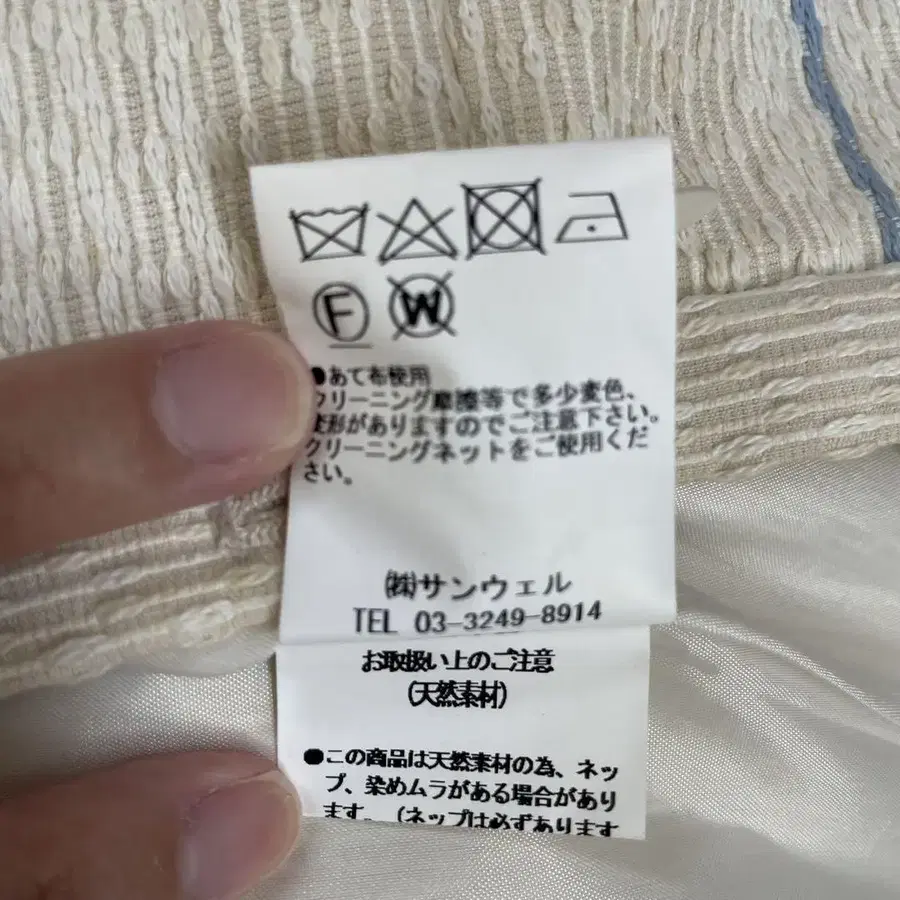 F W
●あて布使用
クリーニング摩擦等で多少変色、
変形がありますのでご注意下さい。
クリーニングネットをご使用くだ
さい。
㈱サンウェル
TEL 03-3249-8914
お取扱い上のご注意
(天然素材)
●この商品は天然素材の為、ネッ
プ、染めムラがある場合があり
ます。(ネップは必ずあります